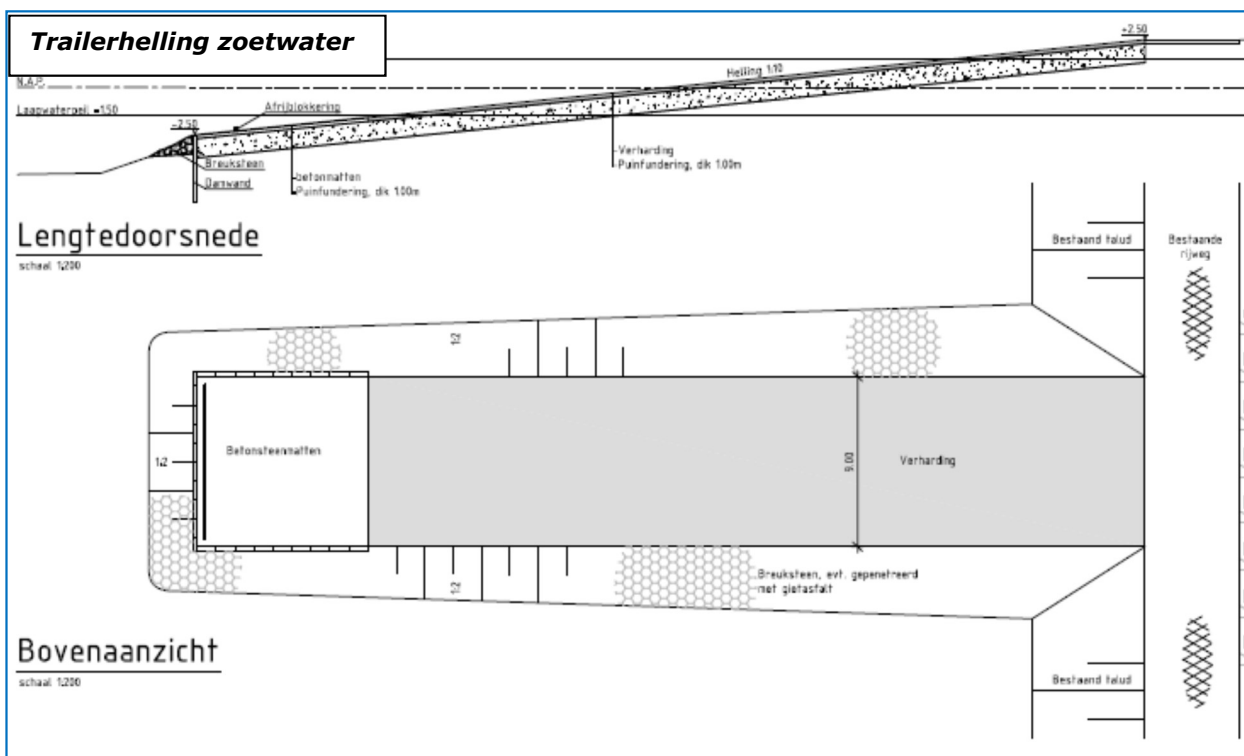 Trailerhelling zoetwater
+2.50
Helling 1:10
N.A.P.
Laagwaterpeil -1.50
Afrijblokkering
-2.50
Breuksteen
Damwand
betonmatten
Puinfundering, dik 1.00m
Verharding
Puinfundering, dik 1.00m
Lengtedoorsnede
schaal 1:200
Bestaand talud
Bestaande
rijweg
1:2
Betonsteenmatten
1:2
9.00
Verharding
1:2
Breuksteen, evt. gepenetreerd
met gietasfalt
Bovenaanzicht
schaal 1:200
Bestaand talud